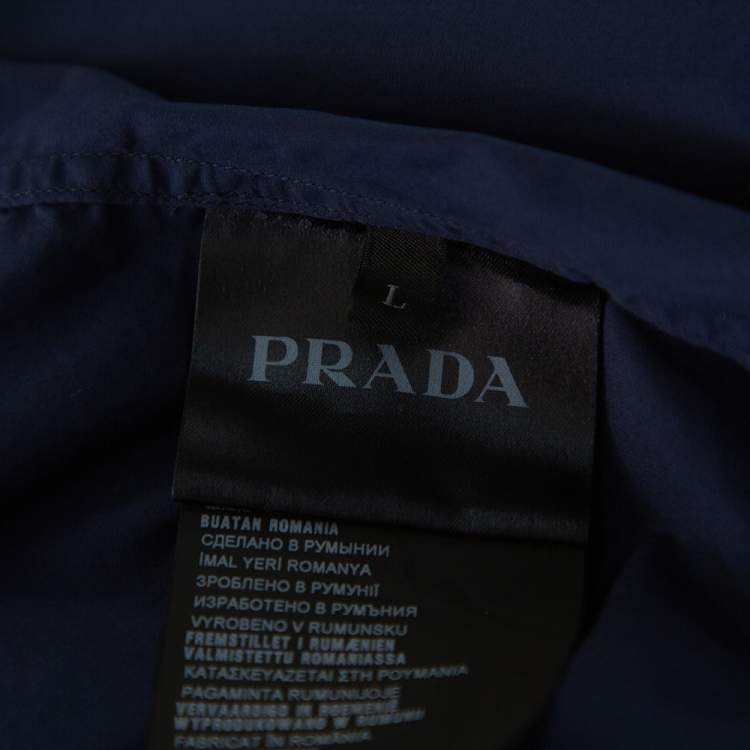 L
PRADA
BUATAN ROMANIA
СДЕЛАНО В РУМЫНИИ
İMAL YERİ ROMANYA
ЗРОБЛЕНО В РУМУНІЇ
ИЗРАБОТЕНО В РУМЪНИЯ
VYROBENO V RUMUNSKU
FREMSTILLET I RUMÆNIEN
VALMISTETTU ROMANIASSA
ΚΑΤΑΣΚΕΥΑΖΕΤΑΙ ΣΤΗ ΡΟΥΜΑΝΙΑ
PAGAMINTA RUMUNIJOJE
VERVAARDIGD IN ROEMENIE
WYPRODUKOWANO W RUMUNII
FABRICAT ÎN ROMÂNIA